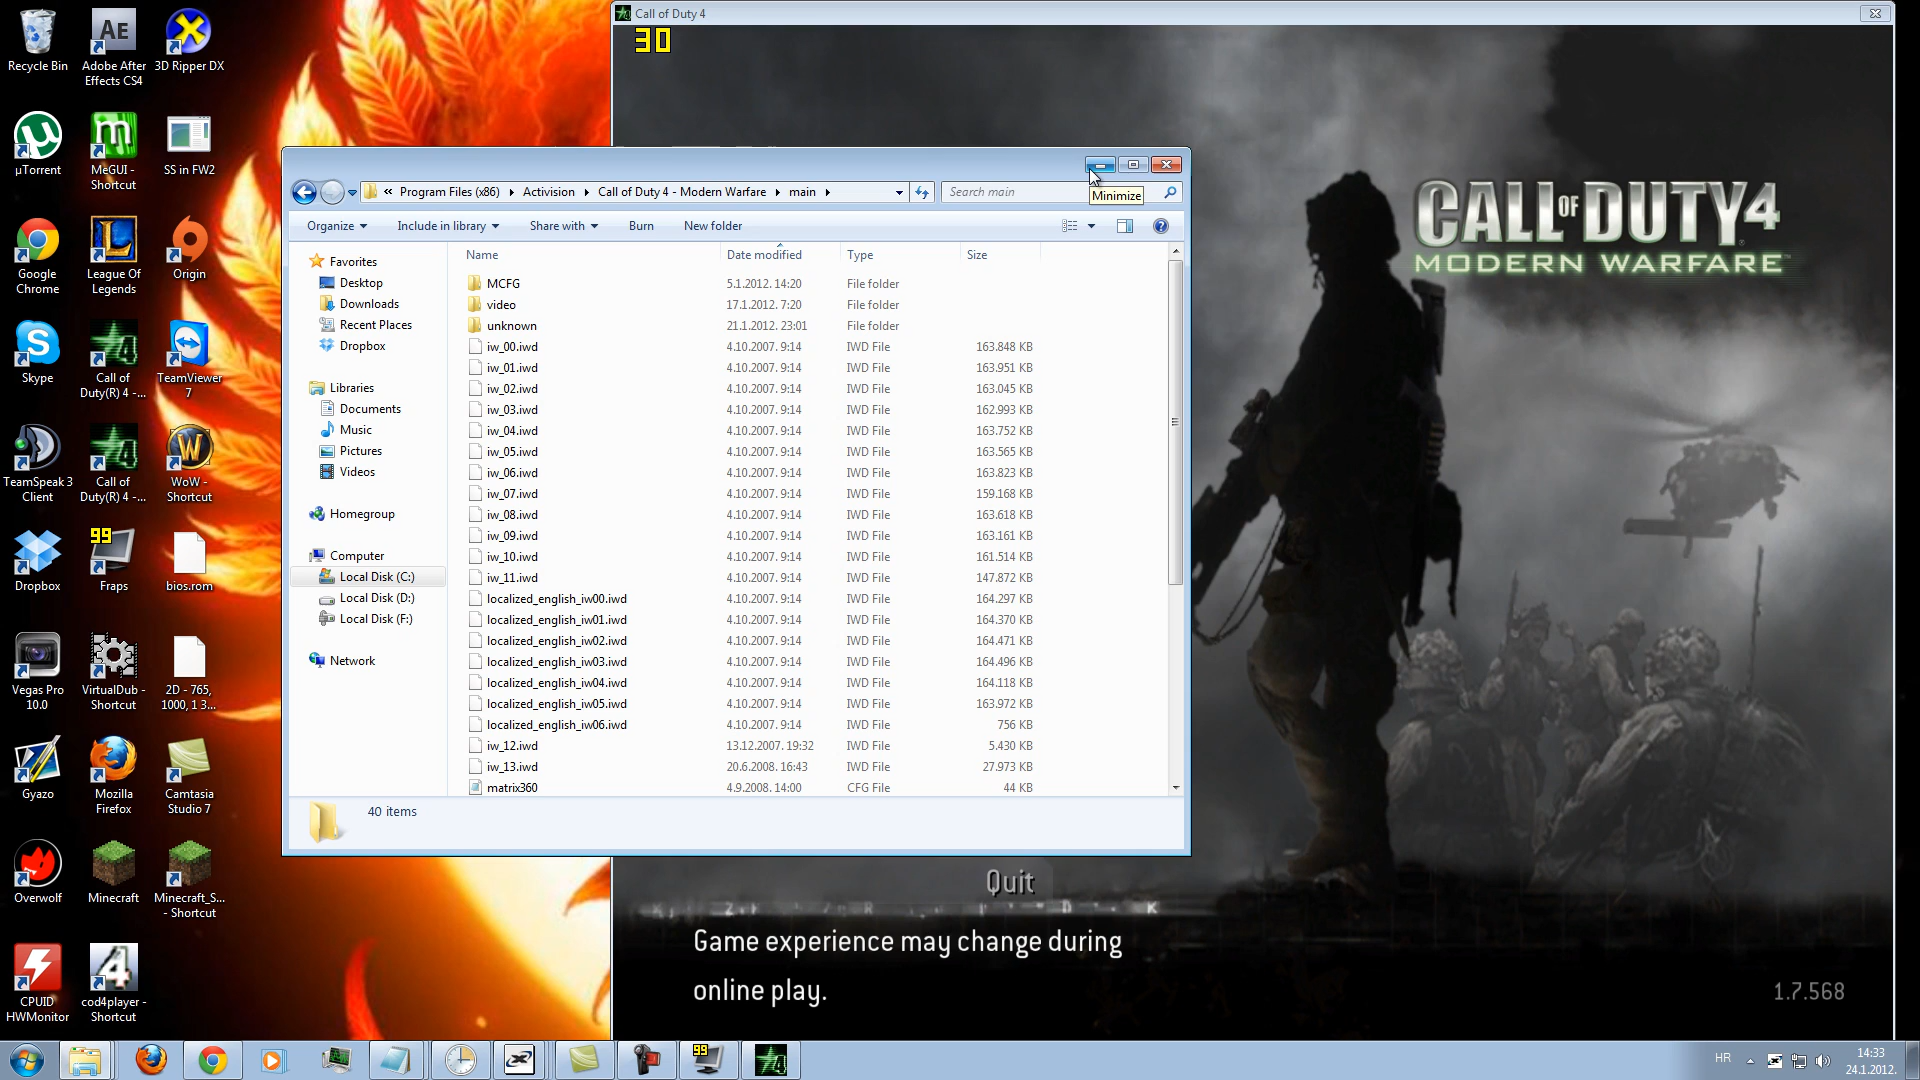 Recycle Bin
Adobe After
Effects CS4
3D Ripper DX
µTorrent
MeGUI -
Shortcut
SS in FW2
Google
Chrome
League Of
Legends
Origin
Skype
Call of
Duty(R) 4 -...
TeamViewer
7
TeamSpeak 3
Client
Call of
Duty(R) 4 -...
WoW -
Shortcut
Dropbox
99
Fraps
bios.rom
Vegas Pro
10.0
VirtualDub -
Shortcut
2D - 765,
1000, 1 3...
Gyazo
Mozilla
Firefox
Camtasia
Studio 7
Overwolf
Minecraft
Minecraft_S...
- Shortcut
CPUID
HWMonitor
cod4player -
Shortcut
Call of Duty 4
30
CALL OF DUTY 4
MODERN WARFARE
Quit
Game experience may change during
online play.
1.7.568
« Program Files (x86) Activision Call of Duty 4 - Modern Warfare main
Search main
Minimize
Organize Include in library Share with Burn New folder
Favorites
Desktop
Downloads
Recent Places
Dropbox
Libraries
Documents
Music
Pictures
Videos
Homegroup
Computer
Local Disk (C:)
Local Disk (D:)
Local Disk (F:)
Network
Name Date modified Type Size
MCFG 5.1.2012. 14:20 File folder
video 17.1.2012. 7:20 File folder
unknown 21.1.2012. 23:01 File folder
iw_00.iwd 4.10.2007. 9:14 IWD File 163.848 KB
iw_01.iwd 4.10.2007. 9:14 IWD File 163.951 KB
iw_02.iwd 4.10.2007. 9:14 IWD File 163.045 KB
iw_03.iwd 4.10.2007. 9:14 IWD File 162.993 KB
iw_04.iwd 4.10.2007. 9:14 IWD File 163.752 KB
iw_05.iwd 4.10.2007. 9:14 IWD File 163.565 KB
iw_06.iwd 4.10.2007. 9:14 IWD File 163.823 KB
iw_07.iwd 4.10.2007. 9:14 IWD File 159.168 KB
iw_08.iwd 4.10.2007. 9:14 IWD File 163.618 KB
iw_09.iwd 4.10.2007. 9:14 IWD File 163.161 KB
iw_10.iwd 4.10.2007. 9:14 IWD File 161.514 KB
iw_11.iwd 4.10.2007. 9:14 IWD File 147.872 KB
localized_english_iw00.iwd 4.10.2007. 9:14 IWD File 164.297 KB
localized_english_iw01.iwd 4.10.2007. 9:14 IWD File 164.370 KB
localized_english_iw02.iwd 4.10.2007. 9:14 IWD File 164.471 KB
localized_english_iw03.iwd 4.10.2007. 9:14 IWD File 164.496 KB
localized_english_iw04.iwd 4.10.2007. 9:14 IWD File 164.118 KB
localized_english_iw05.iwd 4.10.2007. 9:14 IWD File 163.972 KB
localized_english_iw06.iwd 4.10.2007. 9:14 IWD File 756 KB
iw_12.iwd 13.12.2007. 19:32 IWD File 5.430 KB
iw_13.iwd 20.6.2008. 16:43 IWD File 27.973 KB
matrix360 4.9.2008. 14:00 CFG File 44 KB
40 items
99
HR
14:33
24.1.2012.